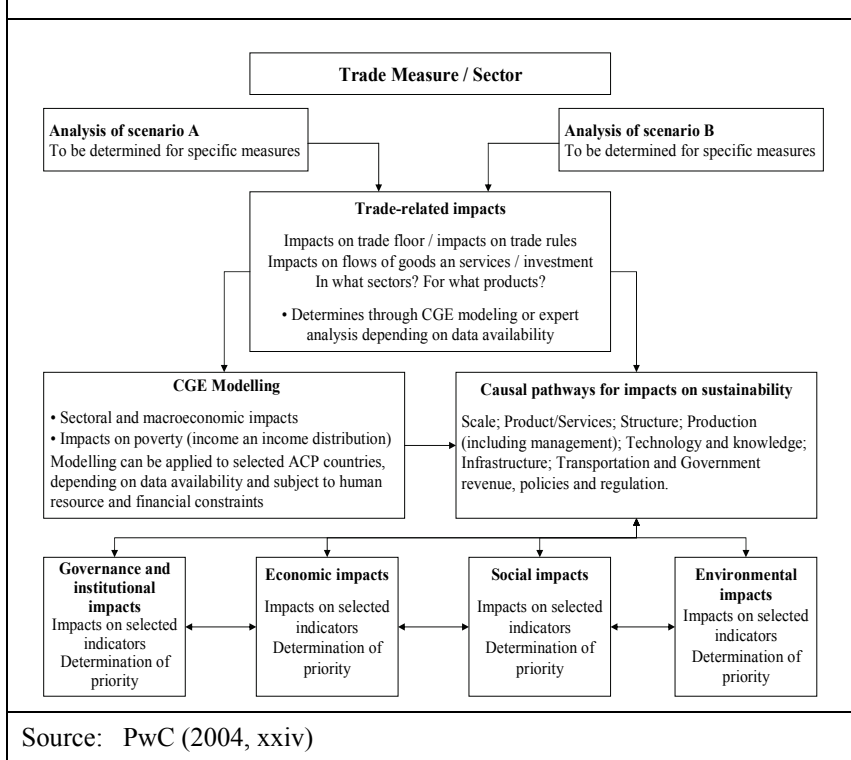 Trade Measure / Sector
Analysis of scenario A
To be determined for specific measures
Analysis of scenario B
To be determined for specific measures
Trade-related impacts
Impacts on trade floor / impacts on trade rules
Impacts on flows of goods an services / investment
In what sectors? For what products?
• Determines through CGE modeling or expert
analysis depending on data availability
CGE Modelling
• Sectoral and macroeconomic impacts
• Impacts on poverty (income an income distribution)
Modelling can be applied to selected ACP countries,
depending on data availability and subject to human
resource and financial constraints
Causal pathways for impacts on sustainability
Scale; Product/Services; Structure; Production
(including management); Technology and knowledge;
Infrastructure; Transportation and Government
revenue, policies and regulation.
Governance and
institutional
impacts
Impacts on selected
indicators
Determination of
priority
Economic impacts
Impacts on selected
indicators
Determination of
priority
Social impacts
Impacts on selected
indicators
Determination of
priority
Environmental
impacts
Impacts on selected
indicators
Determination of
priority
Source: PwC (2004, xxiv)